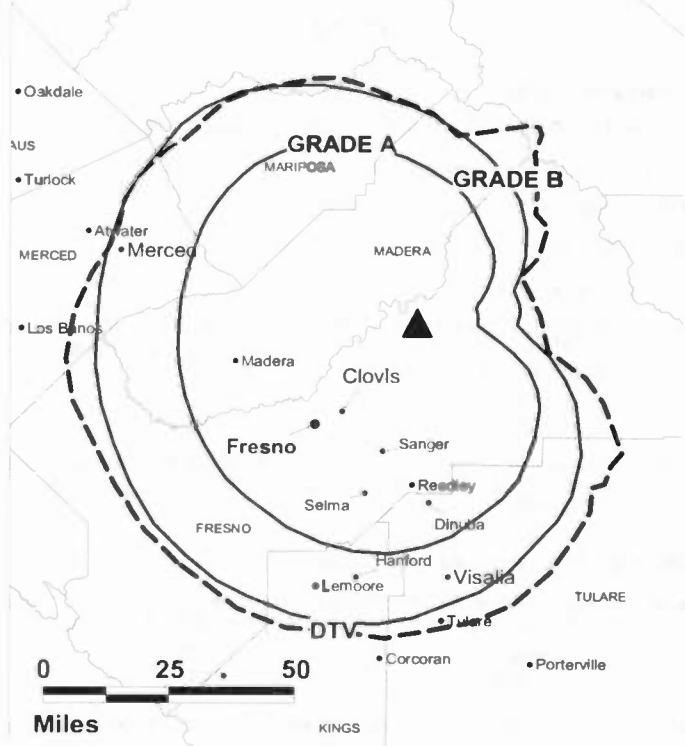 Oakdale
AUS
GRADE A
MARIPOSA
Turlock
GRADE B
Atwater
Merced
MERCED
MADERA
Los Banos
Madera
Clovis
Fresno
Sanger
Reedley
Selma
Dinuba
FRESNO
Hanford
Lemoore
Visalia
TULARE
Tulare
DTV
Corcoran
Porterville
0 25 50
Miles
KINGS